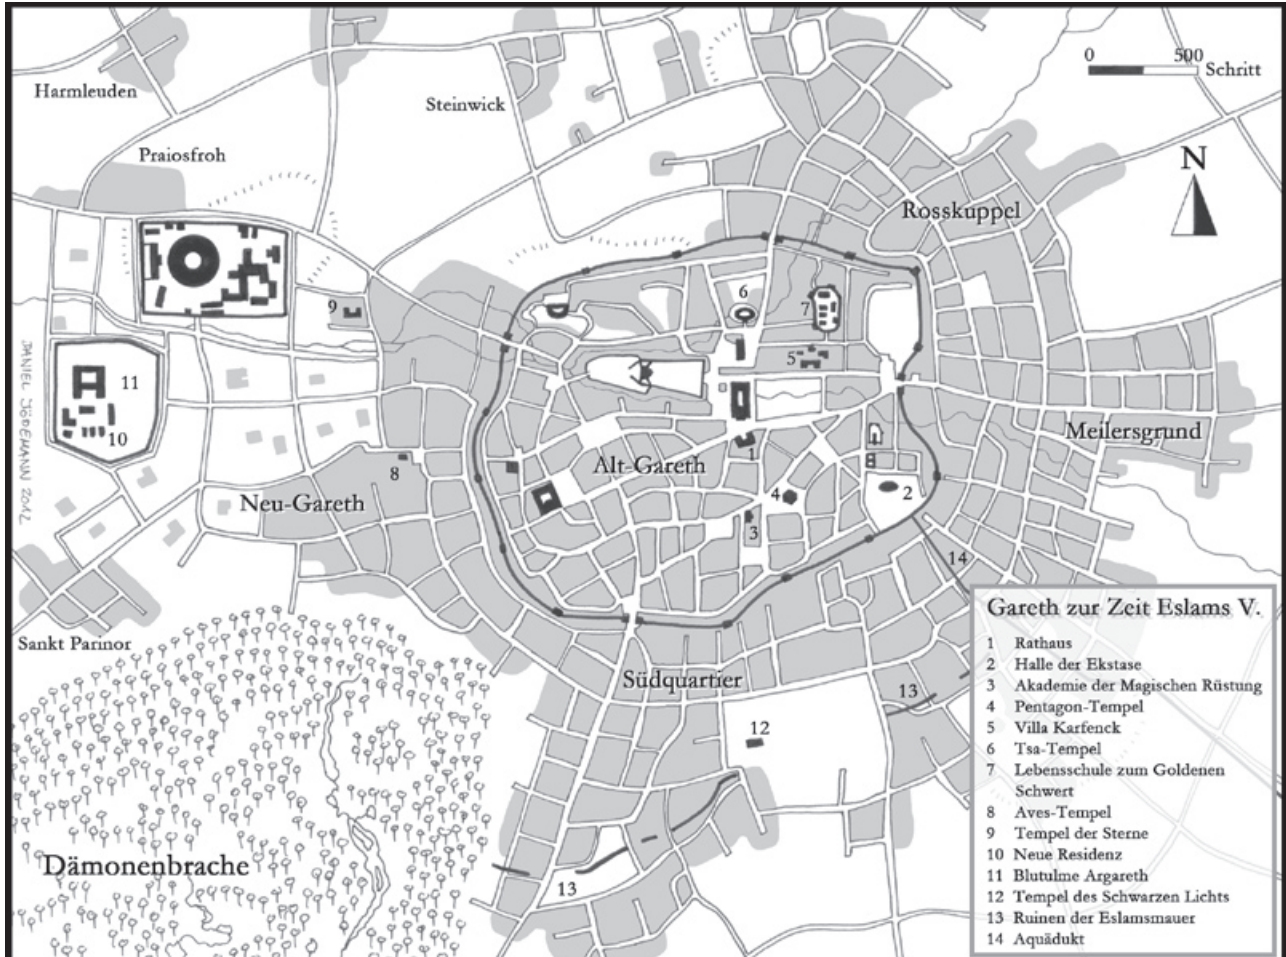 0 500
Schritt
Harmleuden
Steinwick
Praiosfroh
N
Rosskuppel
6
7
9
5
11
10
DANIEL JÖDEMANN 2012
Meilersgrund
1
Alt-Gareth
8
4
2
Neu-Gareth
3
14
Sankt Parinor
Südquartier
13
12
Dämonenbrache
13
Gareth zur Zeit Eslams V.
1 Rathaus
2 Halle der Ekstase
3 Akademie der Magischen Rüstung
4 Pentagon-Tempel
5 Villa Karfenck
6 Tsa-Tempel
7 Lebensschule zum Goldenen
Schwert
8 Aves-Tempel
9 Tempel der Sterne
10 Neue Residenz
11 Blutulme Argareth
12 Tempel des Schwarzen Lichts
13 Ruinen der Eslamsmauer
14 Aquädukt